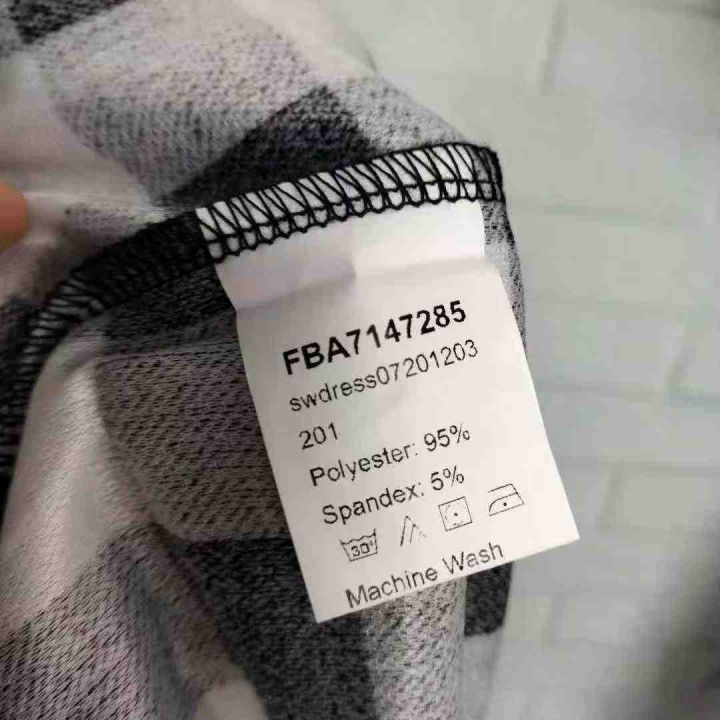 FBA7147285
swdress07201203
201
Polyester: 95%
Spandex: 5%
30°
Machine Wash